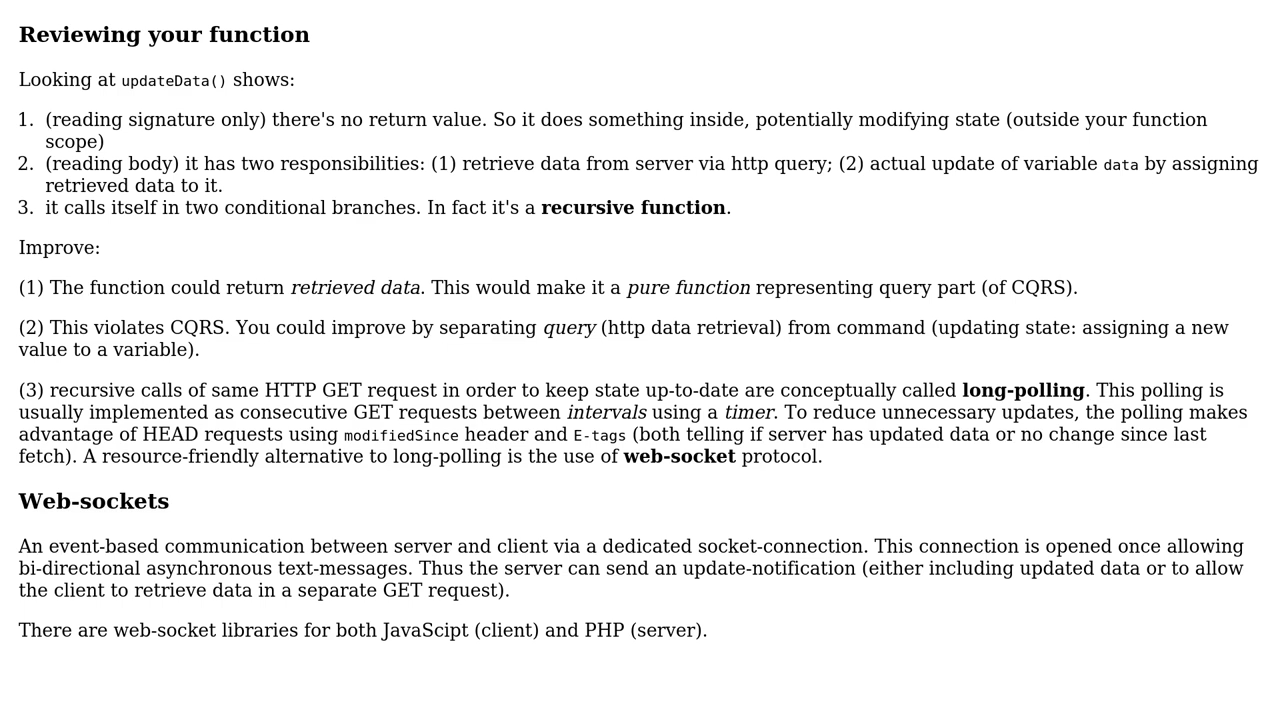 Reviewing your function
Looking at updateData() shows:
1. (reading signature only) there's no return value. So it does something inside, potentially modifying state (outside your function
scope)
2. (reading body) it has two responsibilities: (1) retrieve data from server via http query; (2) actual update of variable data by assigning
retrieved data to it.
3. it calls itself in two conditional branches. In fact it's a recursive function.
Improve:
(1) The function could return retrieved data. This would make it a pure function representing query part (of CQRS).
(2) This violates CQRS. You could improve by separating query (http data retrieval) from command (updating state: assigning a new
value to a variable).
(3) recursive calls of same HTTP GET request in order to keep state up-to-date are conceptually called long-polling. This polling is
usually implemented as consecutive GET requests between intervals using a timer. To reduce unnecessary updates, the polling makes
advantage of HEAD requests using modifiedSince header and E-tags (both telling if server has updated data or no change since last
fetch). A resource-friendly alternative to long-polling is the use of web-socket protocol.
Web-sockets
An event-based communication between server and client via a dedicated socket-connection. This connection is opened once allowing
bi-directional asynchronous text-messages. Thus the server can send an update-notification (either including updated data or to allow
the client to retrieve data in a separate GET request).
There are web-socket libraries for both JavaScipt (client) and PHP (server).